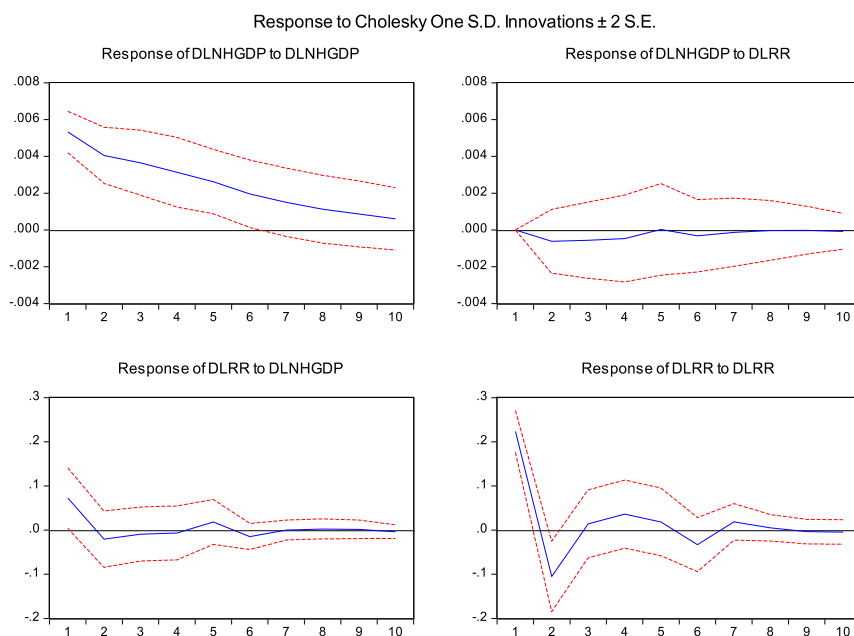 Response to Cholesky One S.D. Innovations ± 2 S.E.
Response of DLNHGDP to DLNHGDP
.008
.006
.004
.002
.000
-.002
-.004
1 2 3 4 5 6 7 8 9 10
Response of DLNHGDP to DLRR
.008
.006
.004
.002
.000
-.002
-.004
1 2 3 4 5 6 7 8 9 10
Response of DLRR to DLNHGDP
.3
.2
.1
.0
-.1
-.2
1 2 3 4 5 6 7 8 9 10
Response of DLRR to DLRR
.3
.2
.1
.0
-.1
-.2
1 2 3 4 5 6 7 8 9 10